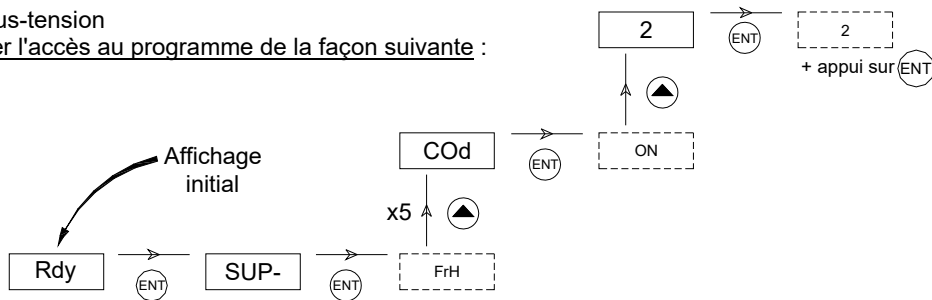 us-tension
er l'accès au programme de la façon suivante :
2
ENT
2
+ appui sur ENT
Affichage
initial
COd
ENT
ON
x5
Rdy
ENT
SUP-
ENT
FrH